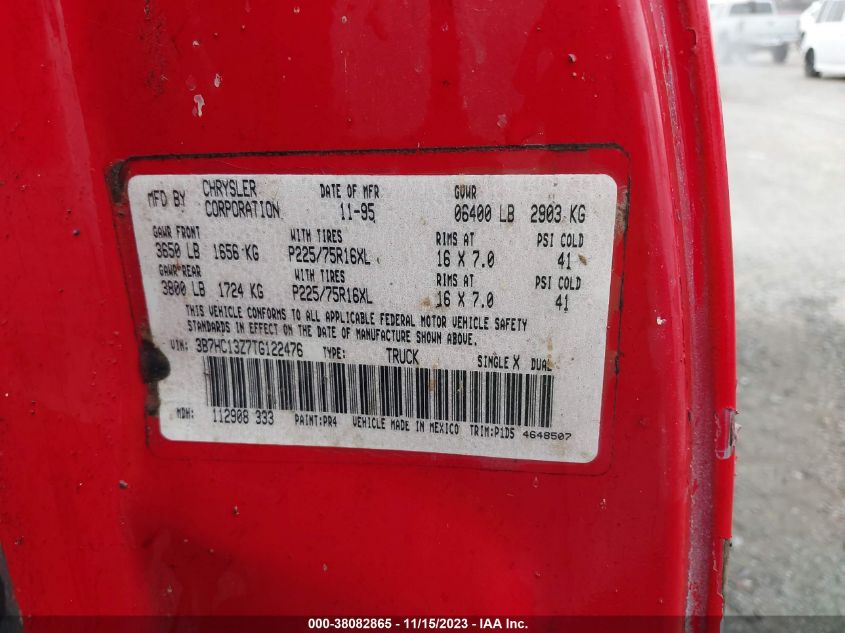 MFD BY CHRYSLER CORPORATION DATE OF MFR 11-95 GVWR 06400 LB 2903 KG
GAWR FRONT WITH TIRES RIMS AT PSI COLD
3650 LB 1656 KG P225/75R16XL 16 X 7.0 41
GAWR REAR WITH TIRES RIMS AT PSI COLD
3800 LB 1724 KG P225/75R16XL 16 X 7.0 41
THIS VEHICLE CONFORMS TO ALL APPLICABLE FEDERAL MOTOR VEHICLE SAFETY
STANDARDS IN EFFECT ON THE DATE OF MANUFACTURE SHOWN ABOVE.
VIN: 3B7HC13Z7TG122476 TYPE: TRUCK SINGLE X DUAL
MDH: 112908 333 PAINT:PR4 VEHICLE MADE IN MEXICO TRIM:P1D5 4648507
000-38082865 - 11/15/2023 - IAA Inc.